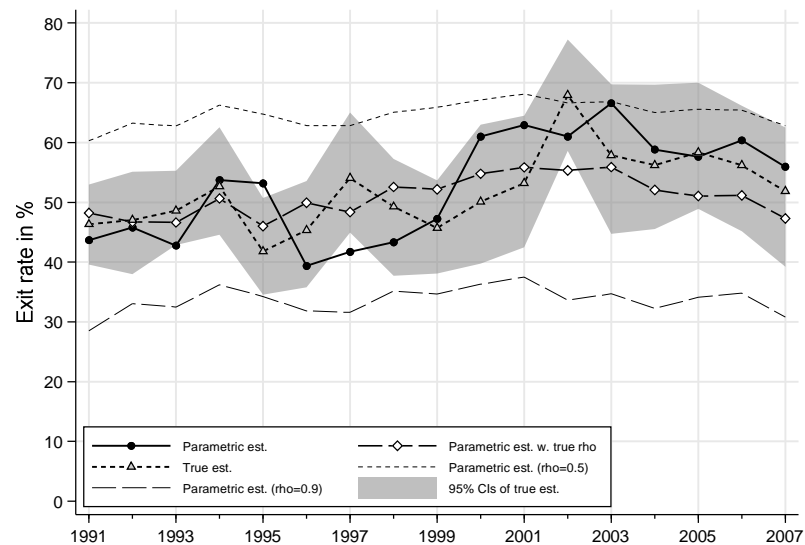 80
70
60
50
40
30
20
10
0
Exit rate in %
Parametric est.
Parametric est. w. true rho
True est.
Parametric est. (rho=0.5)
Parametric est. (rho=0.9)
95% CIs of true est.
1991 1993 1995 1997 1999 2001 2003 2005 2007